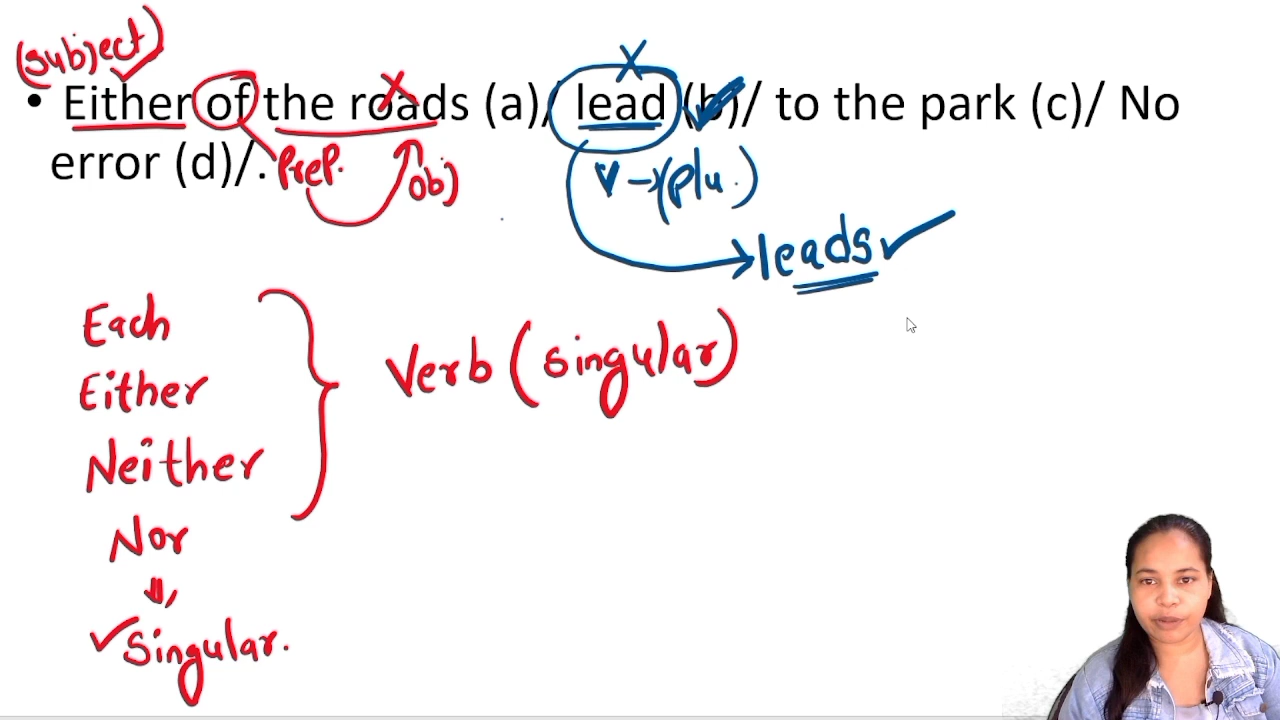 (subject)
• Either of the roads (a)/ lead (b)/ to the park (c)/ No
error (d)/.
Prep.
obj
V → (plu.)
leads
Each
Either
Neither
Verb (singular)
Nor
Singular.